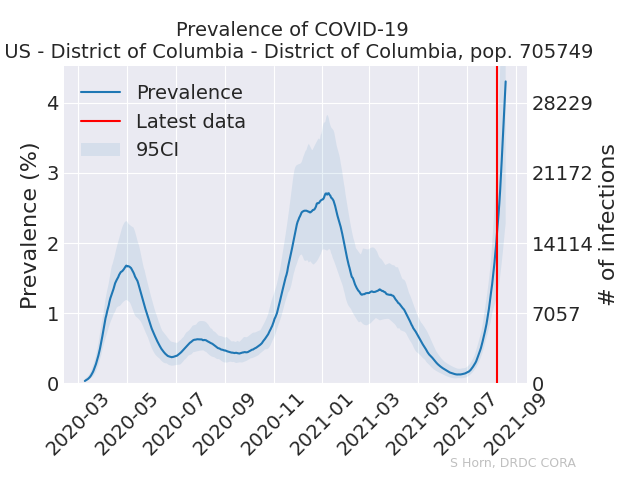 Prevalence of COVID-19
US - District of Columbia - District of Columbia, pop. 705749
Prevalence
Latest data
95CI
Prevalence (%)
4
3
2
1
0
28229
21172
14114
7057
0
# of infections
2020-03
2020-05
2020-07
2020-09
2020-11
2021-01
2021-03
2021-05
2021-07
2021-09
S Horn, DRDC CORA